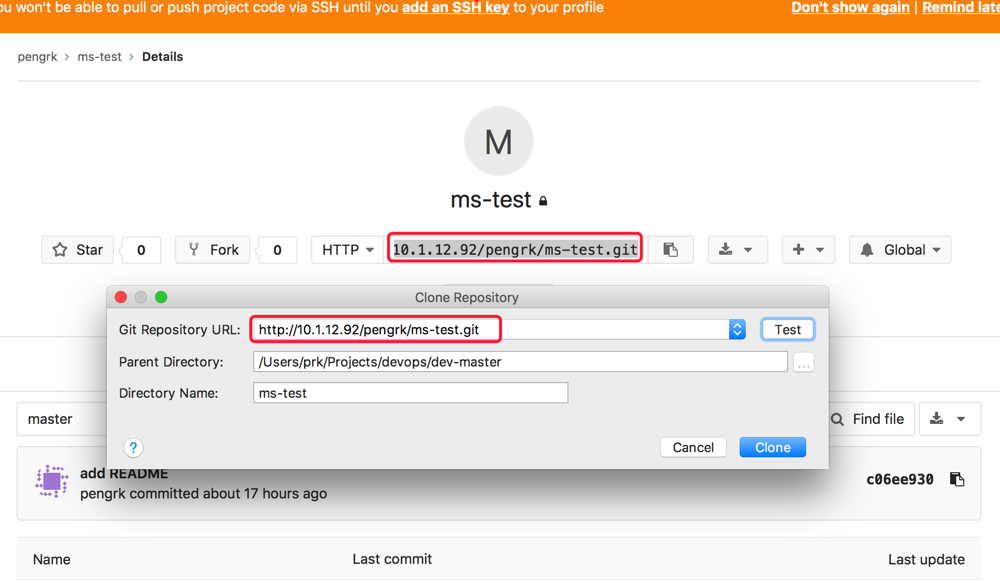 ou won't be able to pull or push project code via SSH until you add an SSH key to your profile
Don't show again | Remind late
pengrk > ms-test > Details
M
ms-test
Star 0 Fork 0 HTTP 10.1.12.92/pengrk/ms-test.git + Global
Clone Repository
Git Repository URL: http://10.1.12.92/pengrk/ms-test.git Test
Parent Directory: /Users/prk/Projects/devops/dev-master ...
Directory Name: ms-test
master Find file
? Cancel Clone
add README
pengrk committed about 17 hours ago
c06ee930
Name Last commit Last update